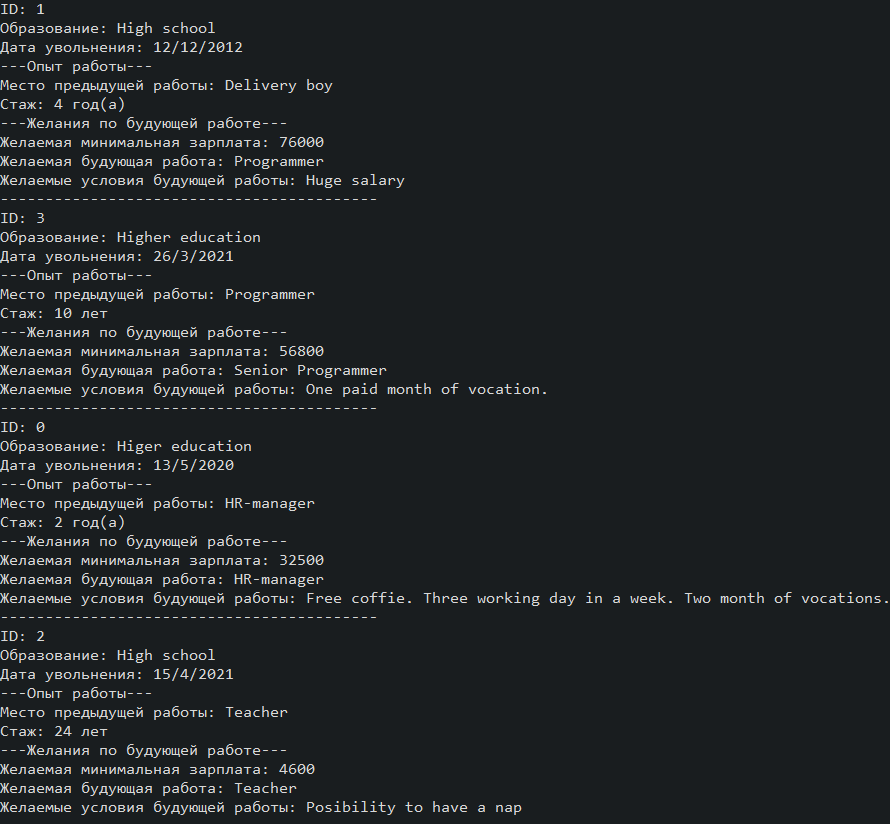 ID: 1
Образование: High school
Дата увольнения: 12/12/2012
---Опыт работы---
Место предыдущей работы: Delivery boy
Стаж: 4 год(а)
---Желания по будующей работе---
Желаемая минимальная зарплата: 76000
Желаемая будующая работа: Programmer
Желаемые условия будующей работы: Huge salary
------------------------------------------
ID: 3
Образование: Higher education
Дата увольнения: 26/3/2021
---Опыт работы---
Место предыдущей работы: Programmer
Стаж: 10 лет
---Желания по будующей работе---
Желаемая минимальная зарплата: 56800
Желаемая будующая работа: Senior Programmer
Желаемые условия будующей работы: One paid month of vocation.
------------------------------------------
ID: 0
Образование: Higer education
Дата увольнения: 13/5/2020
---Опыт работы---
Место предыдущей работы: HR-manager
Стаж: 2 год(а)
---Желания по будующей работе---
Желаемая минимальная зарплата: 32500
Желаемая будующая работа: HR-manager
Желаемые условия будующей работы: Free coffie. Three working day in a week. Two month of vocations.
------------------------------------------
ID: 2
Образование: High school
Дата увольнения: 15/4/2021
---Опыт работы---
Место предыдущей работы: Teacher
Стаж: 24 лет
---Желания по будующей работе---
Желаемая минимальная зарплата: 4600
Желаемая будующая работа: Teacher
Желаемые условия будующей работы: Posibility to have a nap